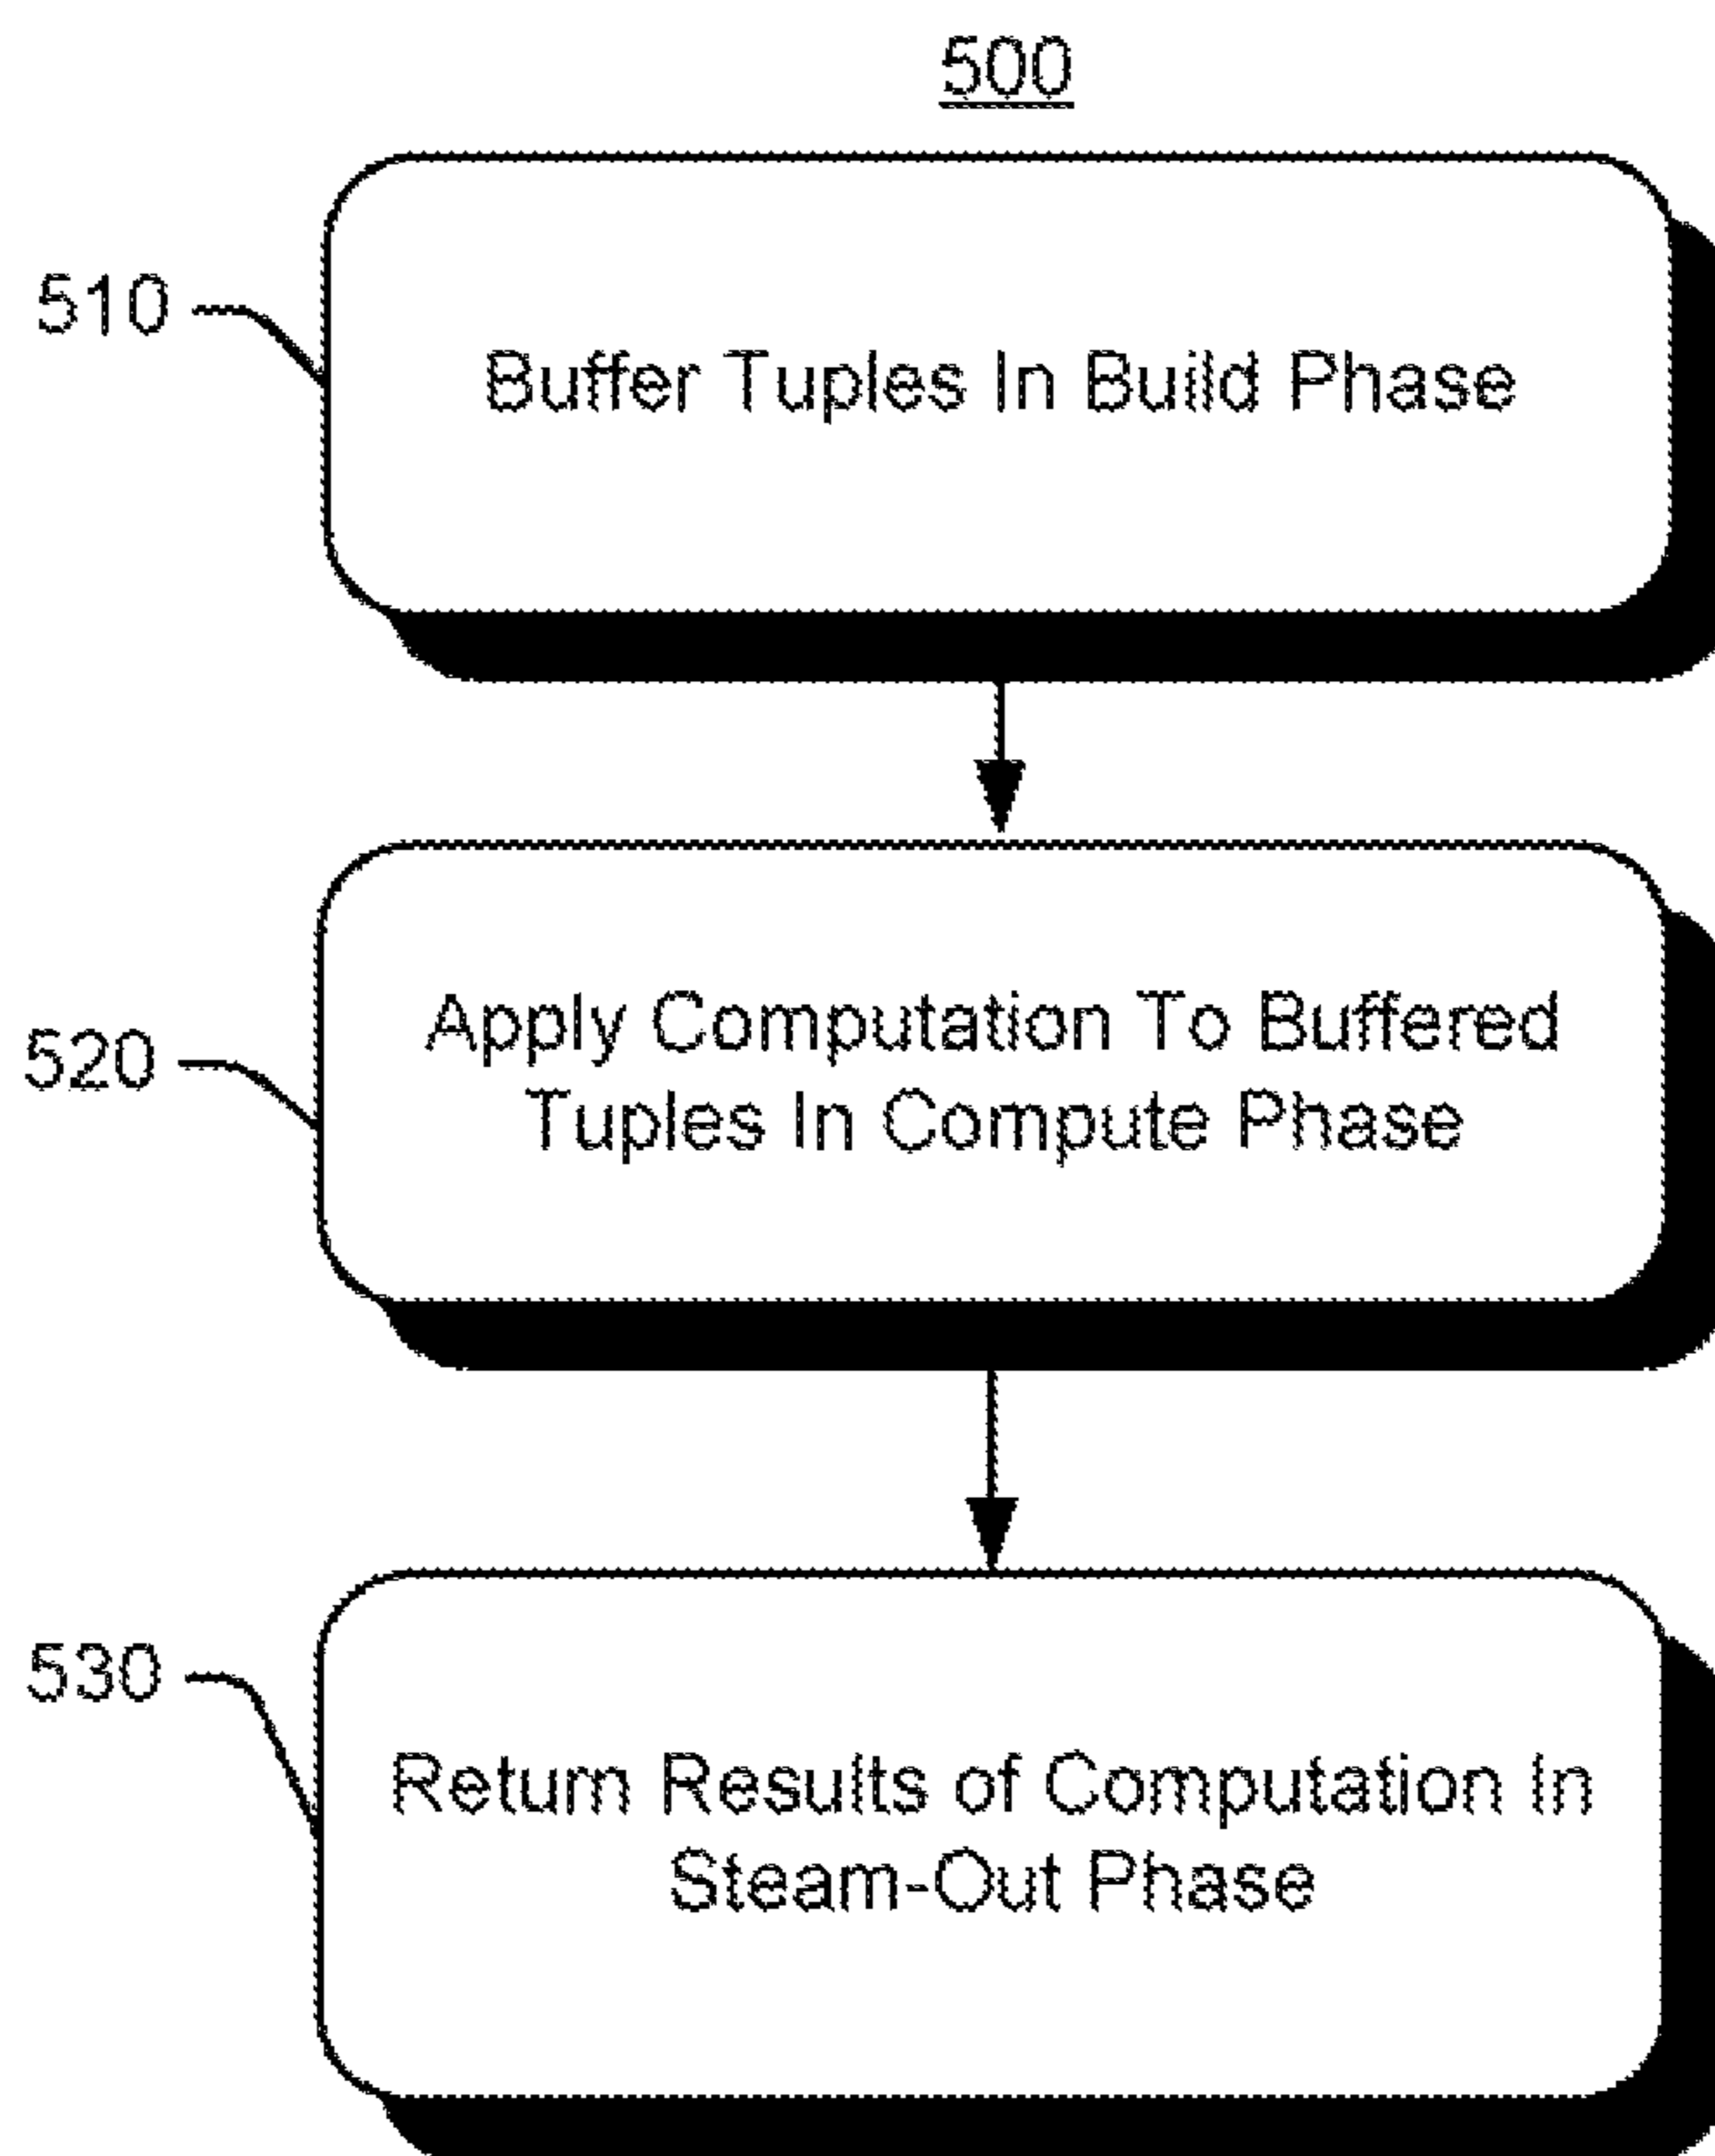 500
510
Buffer Tuples In Build Phase
520
Apply Computation To Buffered
Tuples In Compute Phase
530
Return Results of Computation In
Steam-Out Phase